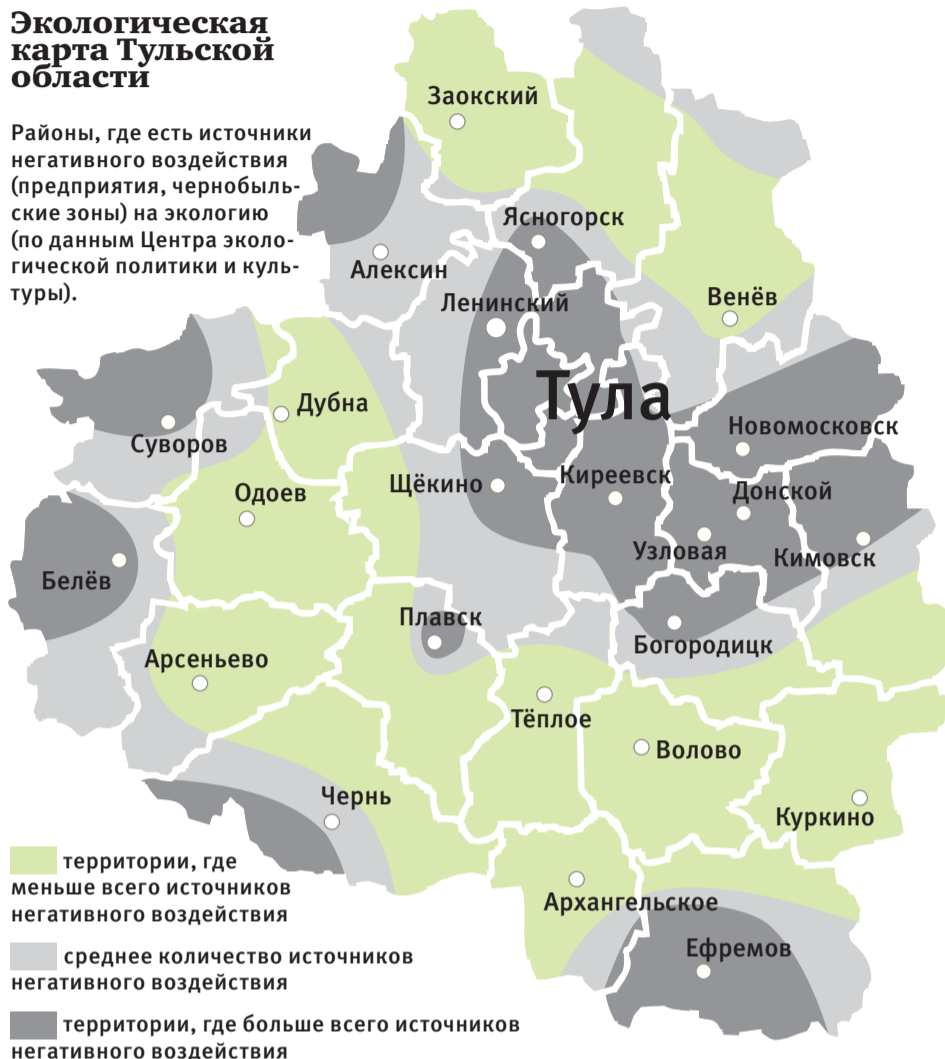 Экологическая
карта Тульской
области
Районы, где есть источники
негативного воздействия
(предприятия, чернобыль-
ские зоны) на экологию
(по данным Центра эколо-
гической политики и куль-
туры).
Заокский
Ясногорск
Алексин
Ленинский
Венёв
Тула
Дубна
Суворов
Новомосковск
Щёкино
Киреевск
Донской
Одоев
Узловая
Кимовск
Белёв
Плавск
Богородицк
Арсеньево
Тёплое
Волово
Чернь
Куркино
Архангельское
Ефремов
территории, где
меньше всего источников
негативного воздействия
среднее количество источников
негативного воздействия
территории, где больше всего источников
негативного воздействия